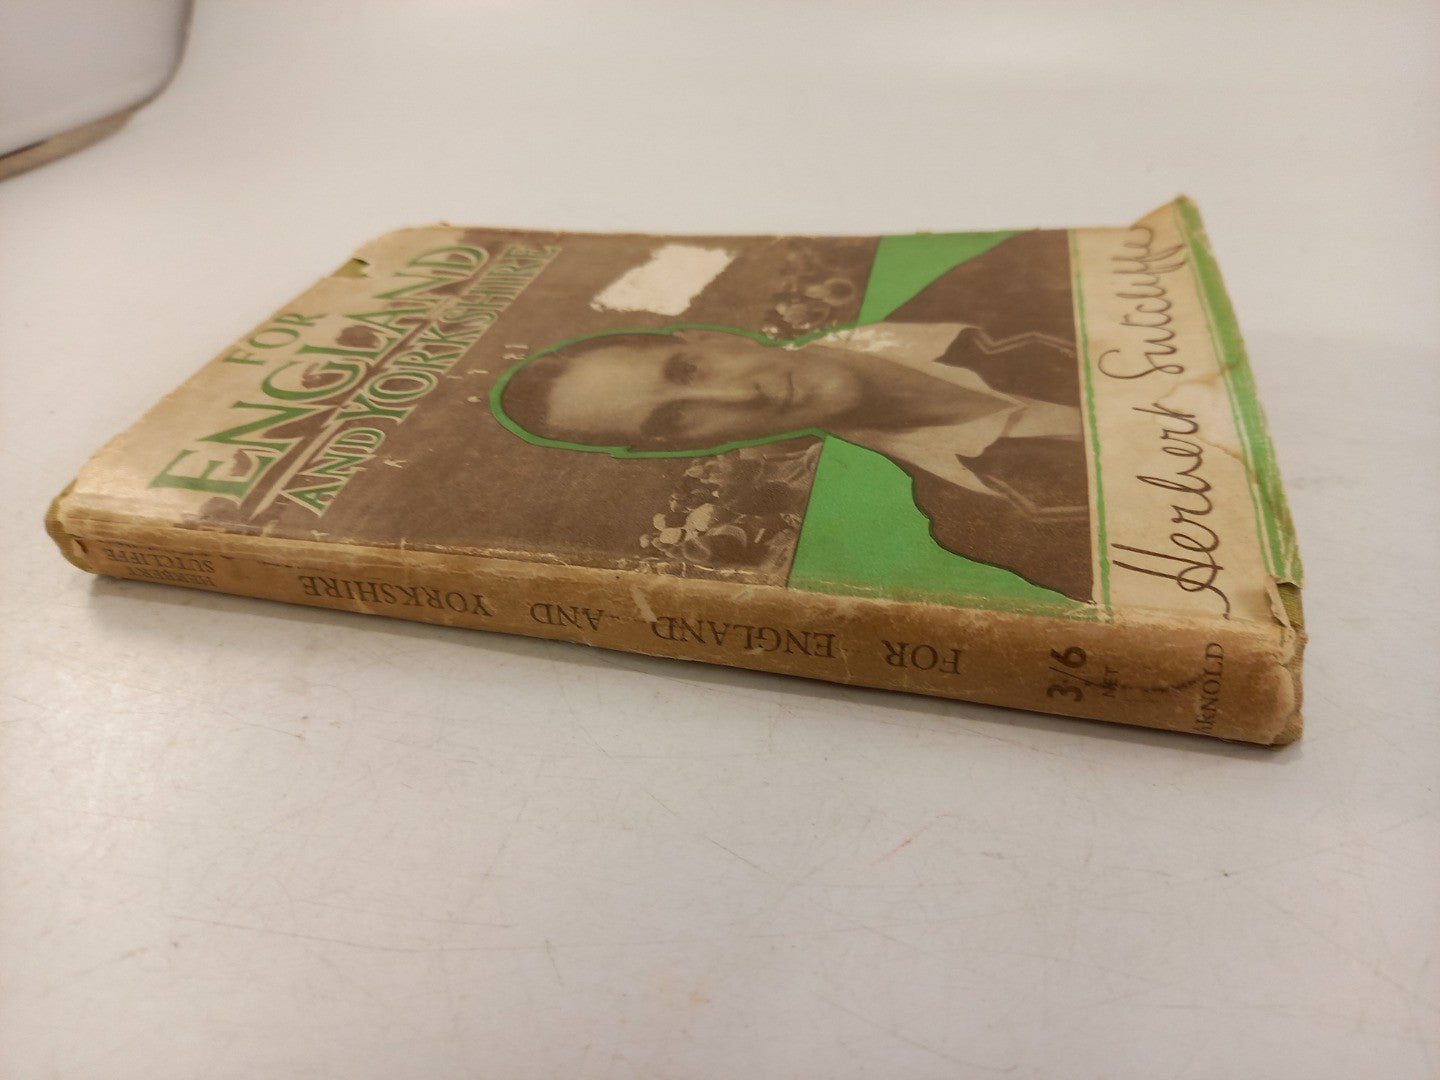 FOR
ENGLAND
AND YORKSHIRE
Herbert Sutcliffe
HERBERT
SUTCLIFFE
FOR ENGLAND AND YORKSHIRE
3/6
NET
ARNOLD